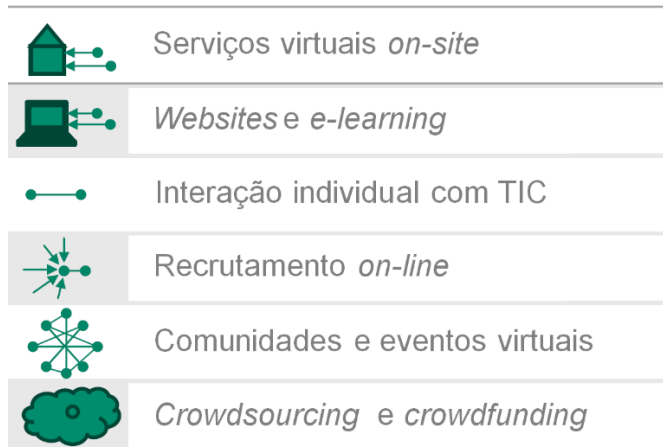 Serviços virtuais on-site
Websites e e-learning
Interação individual com TIC
Recrutamento on-line
Comunidades e eventos virtuais
Crowdsourcing e crowdfunding